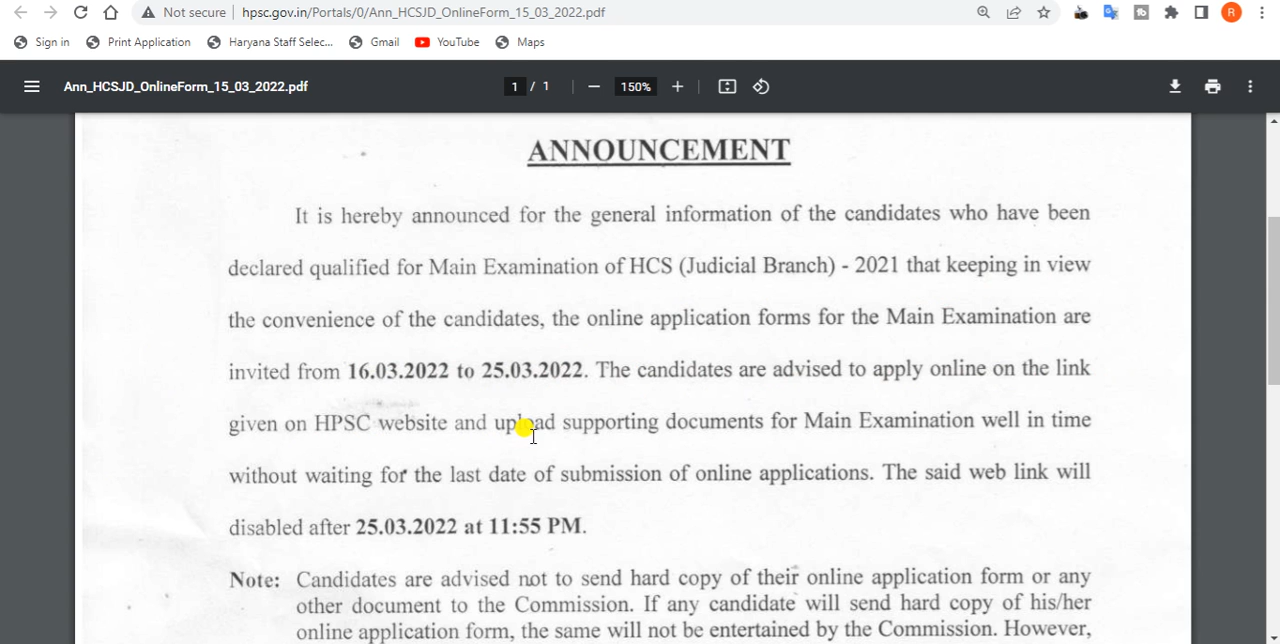 Not secure | hpsc.gov.in/Portals/0/Ann_HCSJD_OnlineForm_15_03_2022.pdf
R
Sign in Print Application Haryana Staff Selec... Gmail YouTube Maps
Ann_HCSJD_OnlineForm_15_03_2022.pdf 1 / 1 150%
ANNOUNCEMENT
It is hereby announced for the general information of the candidates who have been
declared qualified for Main Examination of HCS (Judicial Branch) - 2021 that keeping in view
the convenience of the candidates, the online application forms for the Main Examination are
invited from 16.03.2022 to 25.03.2022. The candidates are advised to apply online on the link
given on HPSC website and upload supporting documents for Main Examination well in time
without waiting for the last date of submission of online applications. The said web link will
disabled after 25.03.2022 at 11:55 PM.
Note: Candidates are advised not to send hard copy of their online application form or any
other document to the Commission. If any candidate will send hard copy of his/her
online application form, the same will not be entertained by the Commission. However,